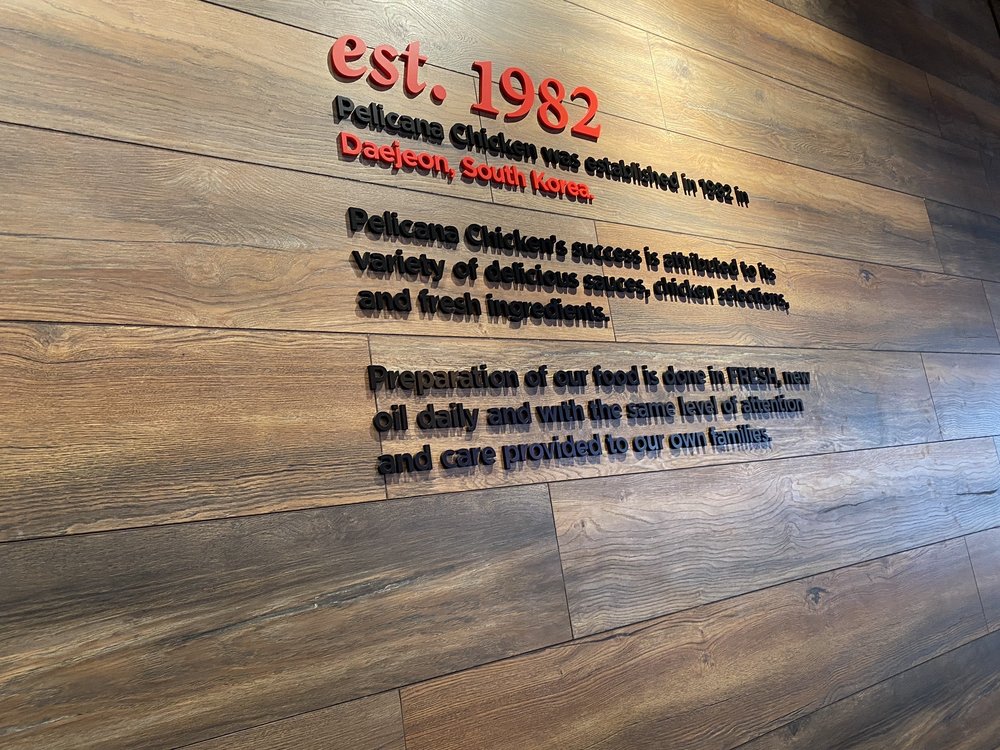 est. 1982
Pelicana Chicken was established in 1982 in
Daejeon, South Korea.
Pelicana Chicken's success is attributed to its
variety of delicious sauces, chicken selections,
and fresh ingredients.
Preparation of our food is done in FRESH, new
oil daily and with the same level of attention
and care provided to our own families.